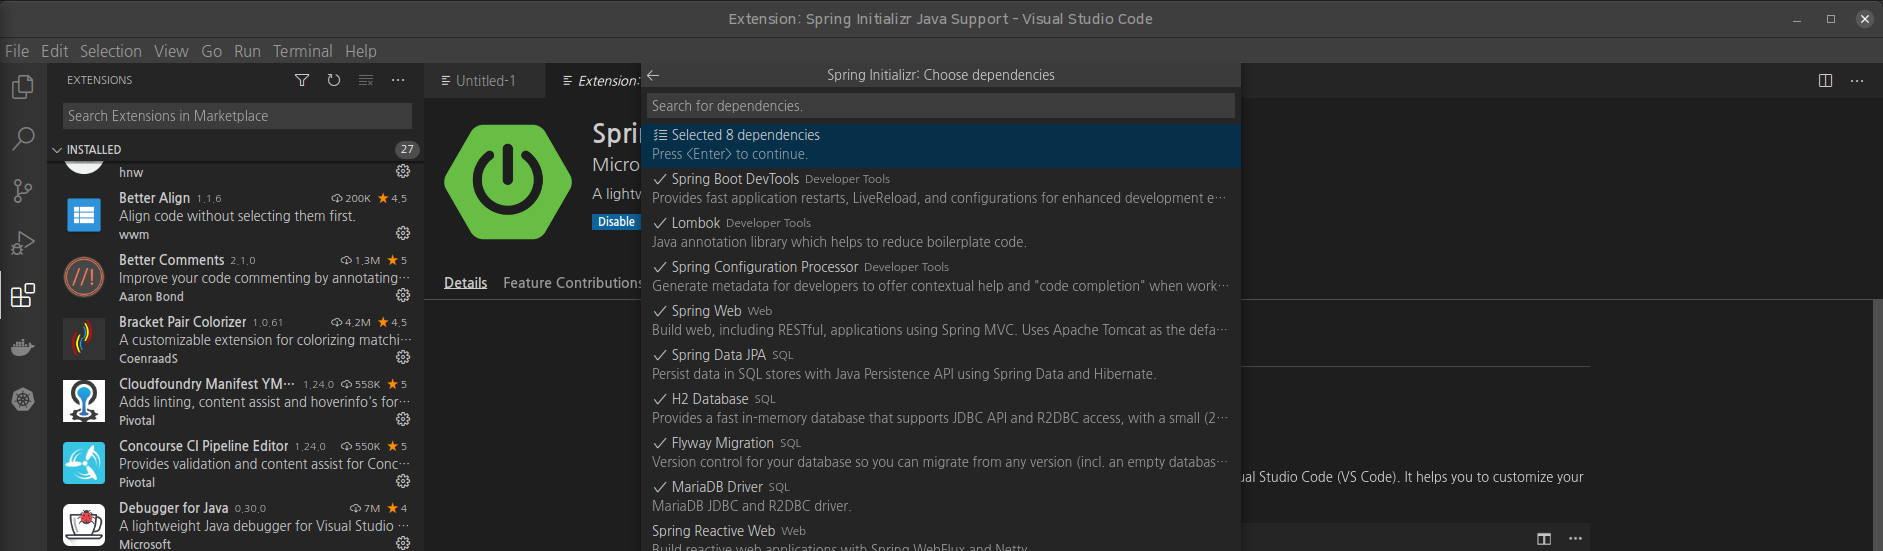 Extension: Spring Initializr Java Support - Visual Studio Code
File Edit Selection View Go Run Terminal Help
EXTENSIONS
Search Extensions in Marketplace
INSTALLED 27
hnw
Better Align 1.1.6 200K ★ 4.5
Align code without selecting them first.
wwm
Better Comments 2.1.0 1.3M ★ 5
Improve your code commenting by annotating…
Aaron Bond
Bracket Pair Colorizer 1.0.61 4.2M ★ 4.5
A customizable extension for colorizing matchi…
CoenraadS
Cloudfoundry Manifest YM… 1.24.0 558K ★ 5
Adds linting, content assist and hoverinfo's for…
Pivotal
Concourse CI Pipeline Editor 1.24.0 550K ★ 5
Provides validation and content assist for Conc…
Pivotal
Debugger for Java 0.30.0 7M ★ 4
A lightweight Java debugger for Visual Studio …
Microsoft
Untitled-1
Extension:
Spri
Micro
A lightw
Disable
Details Feature Contributions
Spring Initializr: Choose dependencies
Search for dependencies.
Selected 8 dependencies
Press <Enter> to continue.
✓ Spring Boot DevTools Developer Tools
Provides fast application restarts, LiveReload, and configurations for enhanced development e…
✓ Lombok Developer Tools
Java annotation library which helps to reduce boilerplate code.
✓ Spring Configuration Processor Developer Tools
Generate metadata for developers to offer contextual help and "code completion" when work…
✓ Spring Web Web
Build web, including RESTful, applications using Spring MVC. Uses Apache Tomcat as the defa…
✓ Spring Data JPA SQL
Persist data in SQL stores with Java Persistence API using Spring Data and Hibernate.
✓ H2 Database SQL
Provides a fast in-memory database that supports JDBC API and R2DBC access, with a small (2…
✓ Flyway Migration SQL
Version control for your database so you can migrate from any version (incl. an empty databas…
✓ MariaDB Driver SQL
MariaDB JDBC and R2DBC driver.
Spring Reactive Web Web
Build reactive web applications with Spring WebFlux and Netty.
ual Studio Code (VS Code). It helps you to customize your